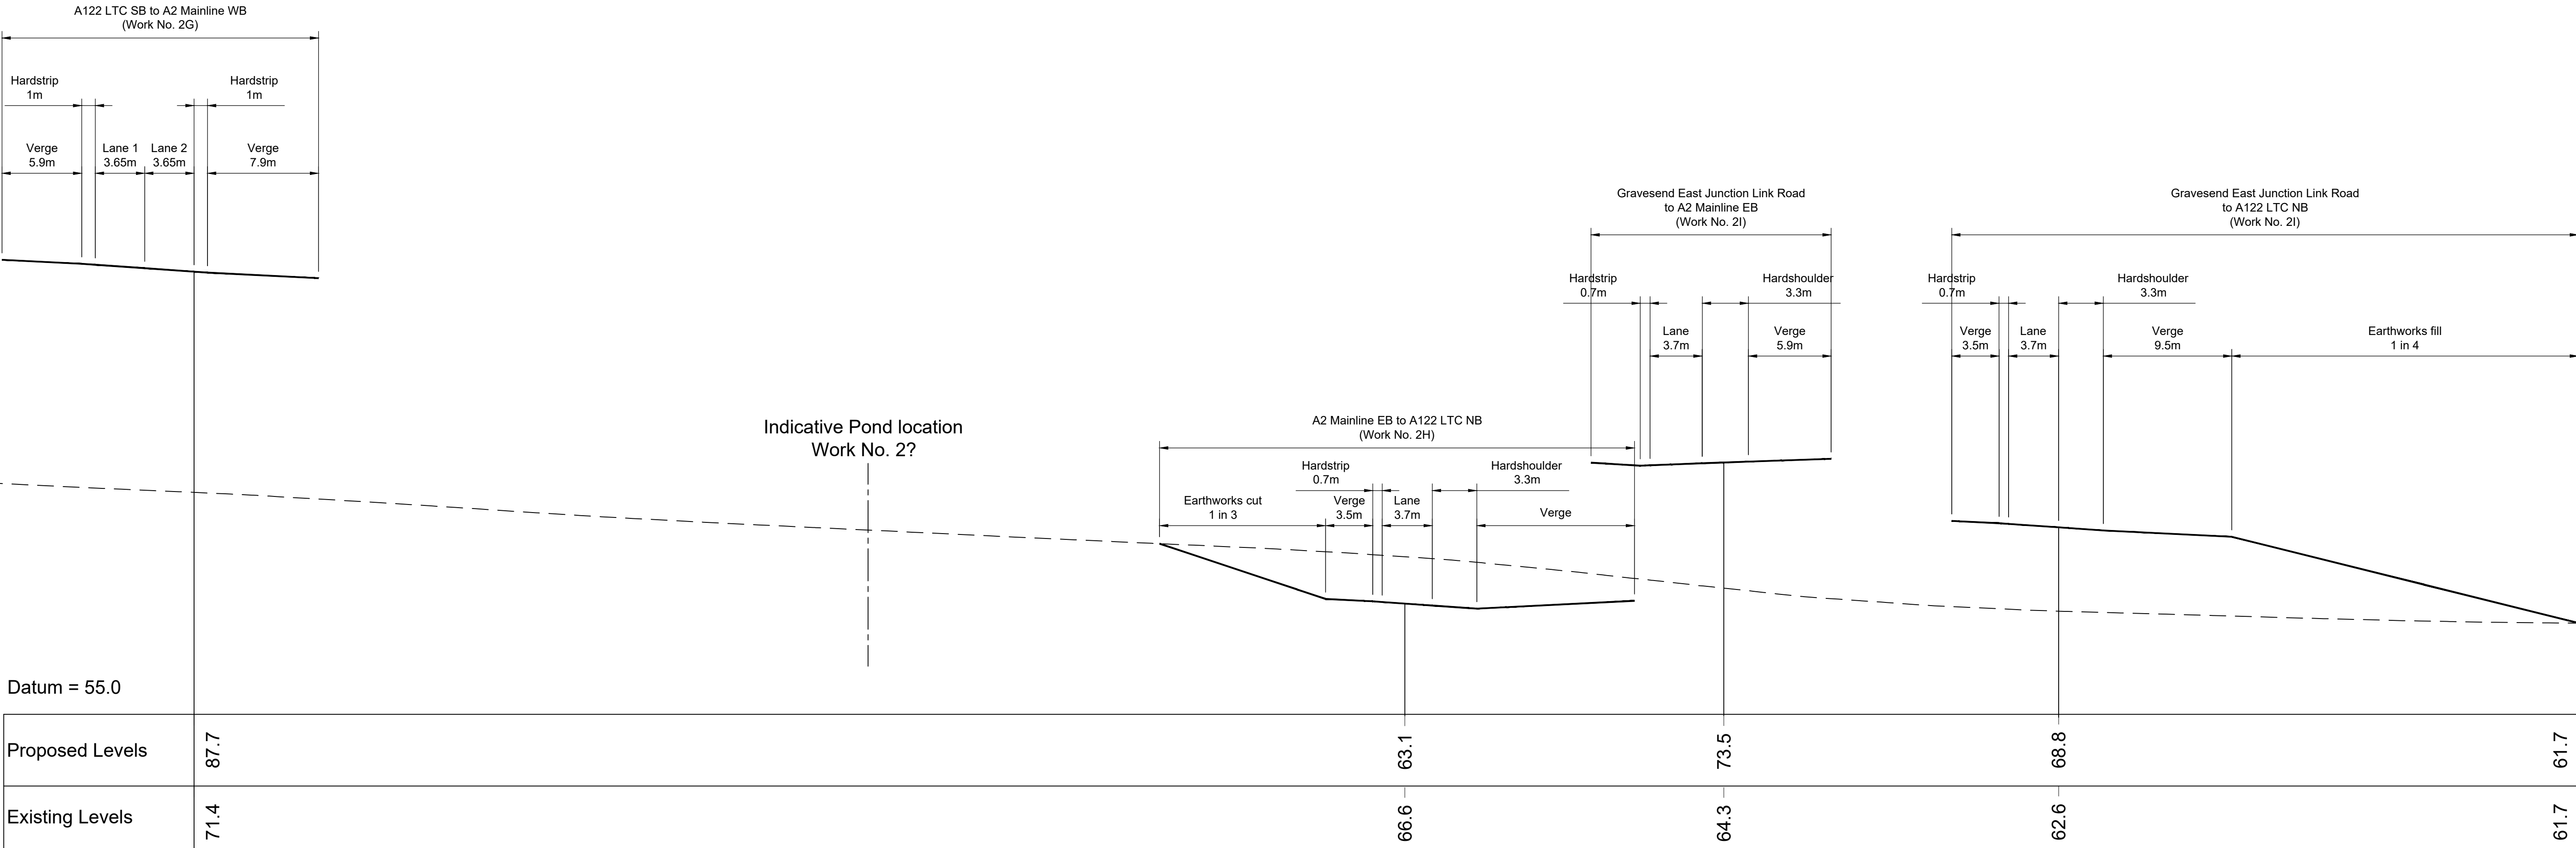 A122 LTC SB to A2 Mainline WB
(Work No. 2G)
Hardstrip
1m
Hardstrip
1m
Verge
5.9m
Lane 1
3.65m
Lane 2
3.65m
Verge
7.9m
Indicative Pond location
Work No. 2?
A2 Mainline EB to A122 LTC NB
(Work No. 2H)
Hardstrip
0.7m
Hardshoulder
3.3m
Earthworks cut
1 in 3
Verge
3.5m
Lane
3.7m
Verge
Gravesend East Junction Link Road
to A2 Mainline EB
(Work No. 2I)
Hardstrip
0.7m
Hardshoulder
3.3m
Lane
3.7m
Verge
5.9m
Gravesend East Junction Link Road
to A122 LTC NB
(Work No. 2I)
Hardstrip
0.7m
Hardshoulder
3.3m
Verge
3.5m
Lane
3.7m
Verge
9.5m
Earthworks fill
1 in 4
Datum = 55.0
Proposed Levels
87.7
63.1
73.5
68.8
61.7
Existing Levels
71.4
66.6
64.3
62.6
61.7